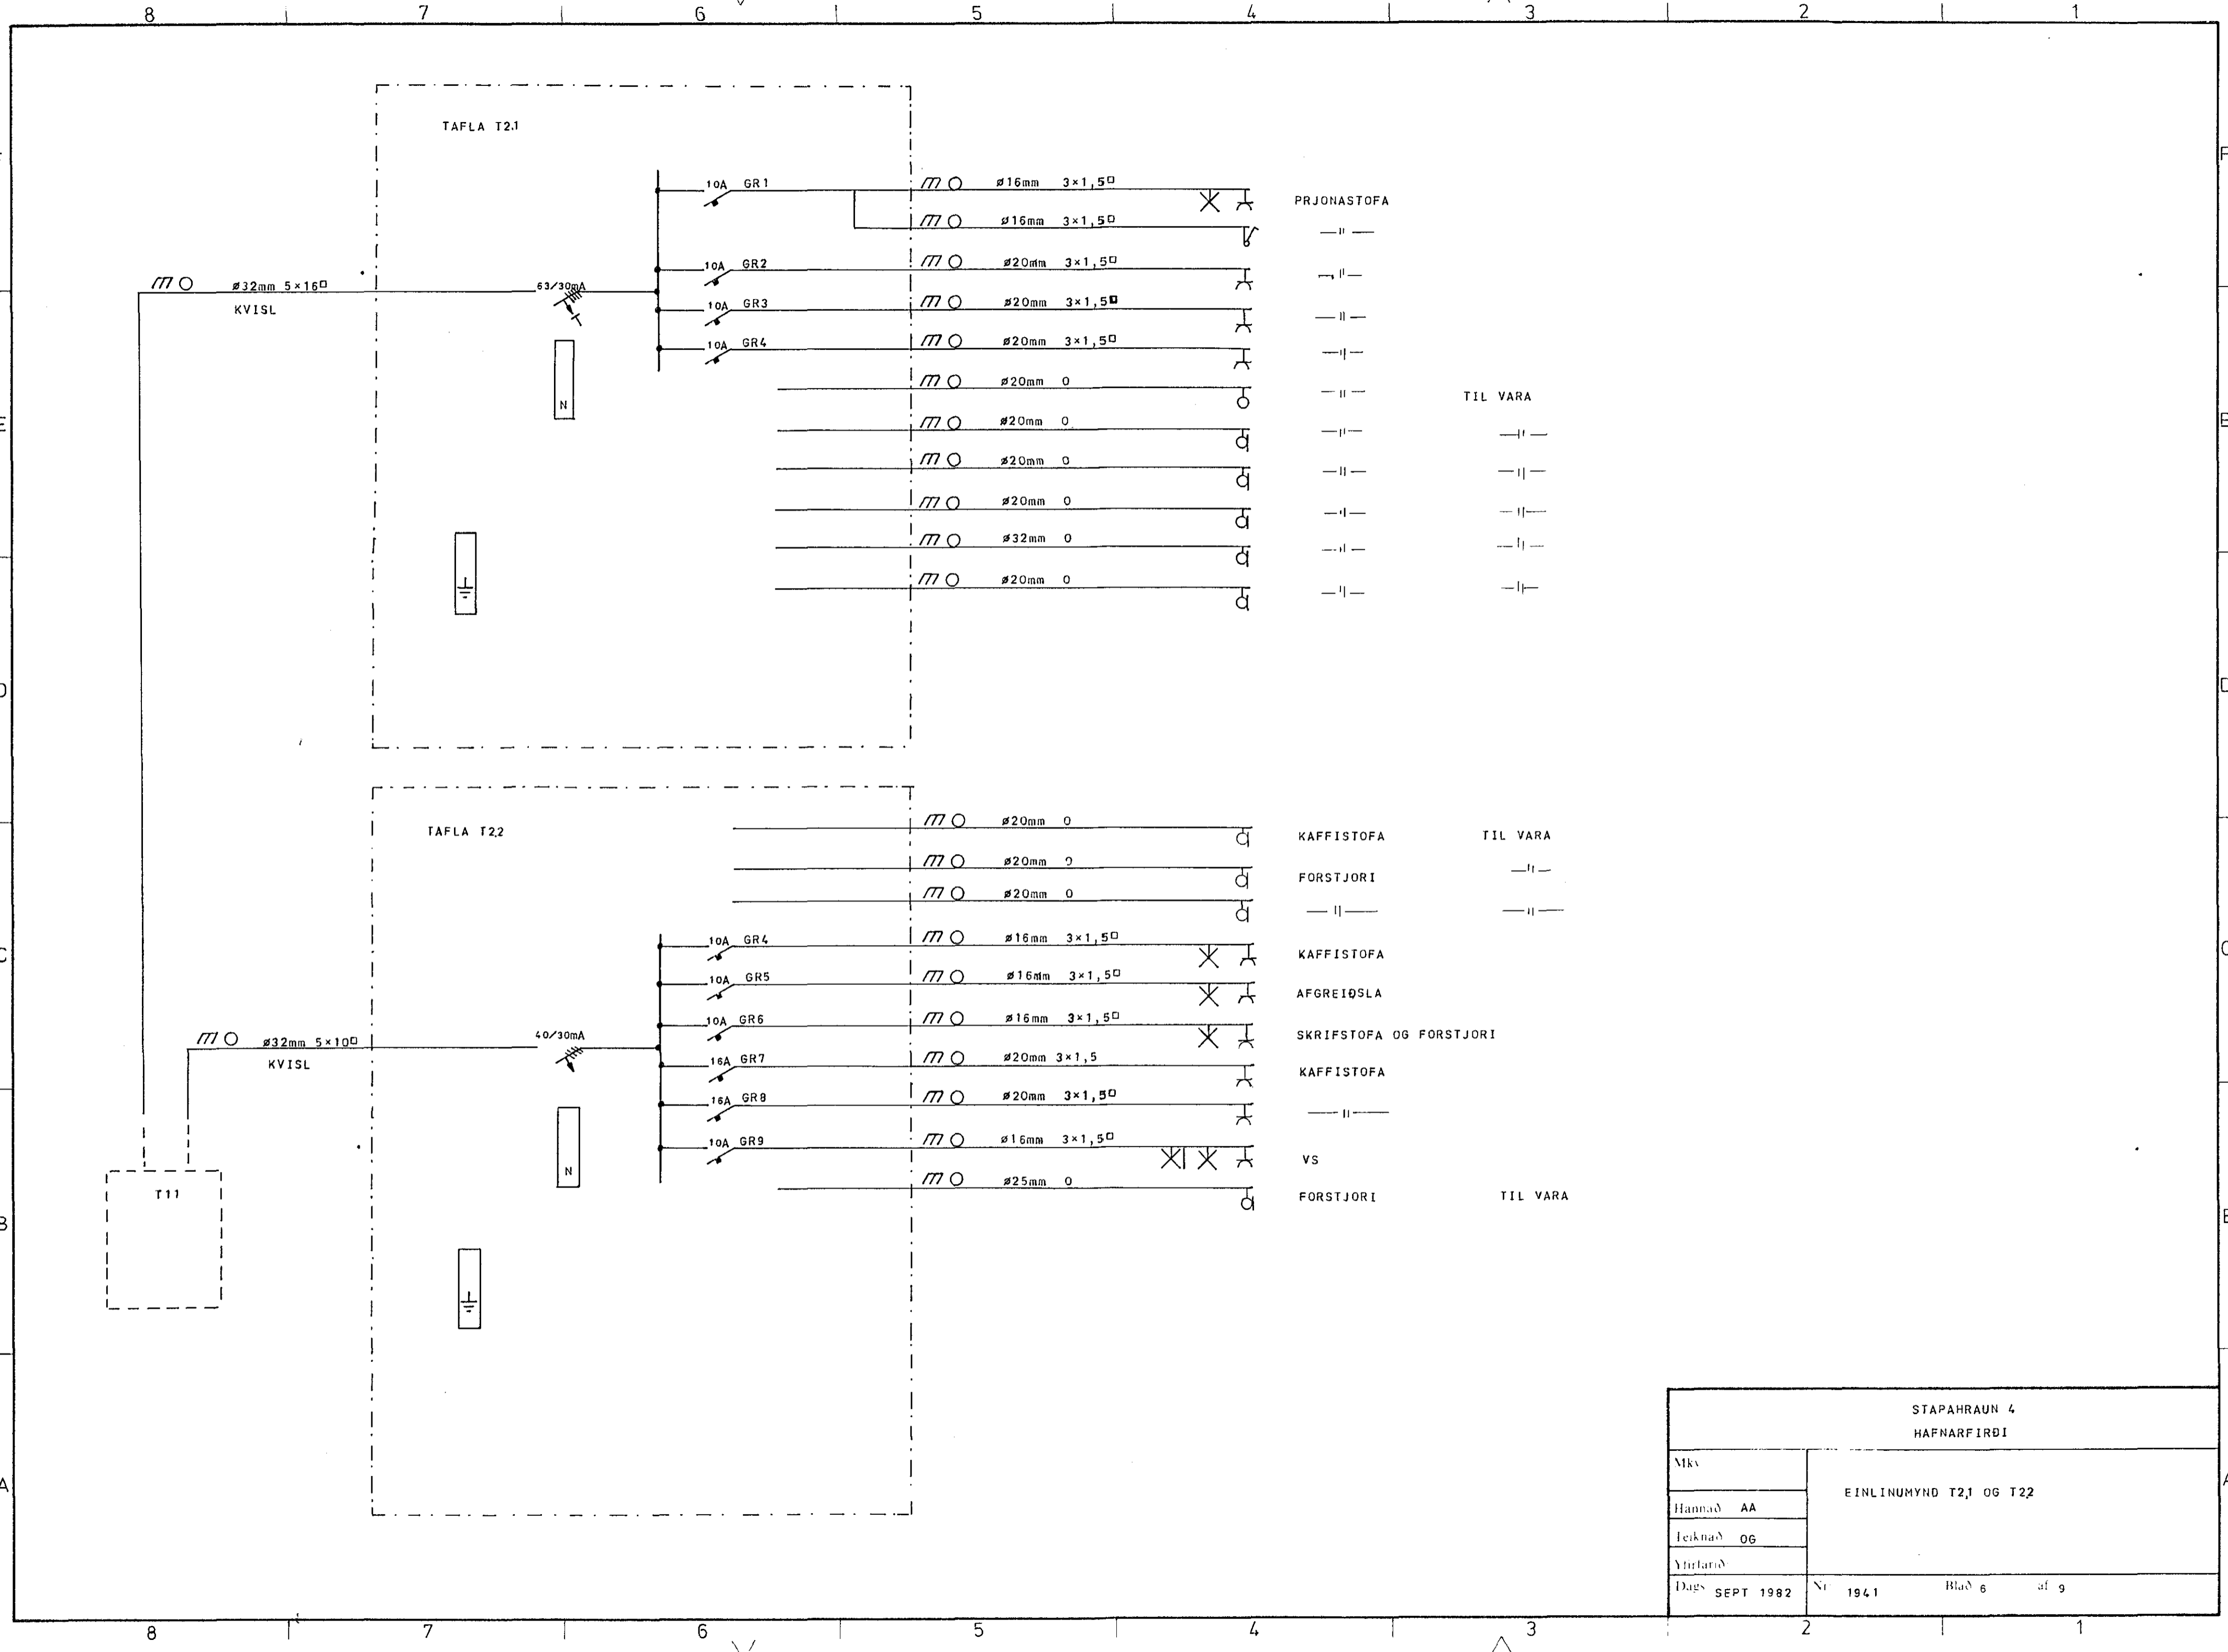 8 7 6 5 4 3 2 1
TAFLA T2.1
10A GR1 ø16mm 3×1,5□ PRJONASTOFA
ø16mm 3×1,5□ —"—
10A GR2 ø20mm 3×1,5□ —"—
ø32mm 5×16□ 63/30mA
KVISL
10A GR3 ø20mm 3×1,5□ —"—
10A GR4 ø20mm 3×1,5□ —"—
ø20mm 0 —"— TIL VARA
N
ø20mm 0 —"— —"—
ø20mm 0 —"— —"—
ø20mm 0 —"— —"—
ø32mm 0 —"— —"—
ø20mm 0 —"— —"—
TAFLA T2,2
ø20mm 0 KAFFISTOFA TIL VARA
ø20mm 0 FORSTJORI —"—
ø20mm 0 —"— —"—
10A GR4 ø16mm 3×1,5□ KAFFISTOFA
10A GR5 ø16mm 3×1,5□ AFGREIÐSLA
10A GR6 ø16mm 3×1,5□ SKRIFSTOFA OG FORSTJORI
ø32mm 5×10□ 40/30mA
KVISL
16A GR7 ø20mm 3×1,5 KAFFISTOFA
16A GR8 ø20mm 3×1,5□ —"—
10A GR9 ø16mm 3×1,5□ VS
N
ø25mm 0 FORSTJORI TIL VARA
T11
F
E E
D D
C C
B B
A A
STAPAHRAUN 4
HAFNARFIRÐI
Mkv
EINLINUMYND T2,1 OG T2,2
Hannað AA
Teiknað OG
Yfirfarið
Dags SEPT 1982 Nr 1941 Blað 6 af 9
8 7 6 5 4 3 2 1